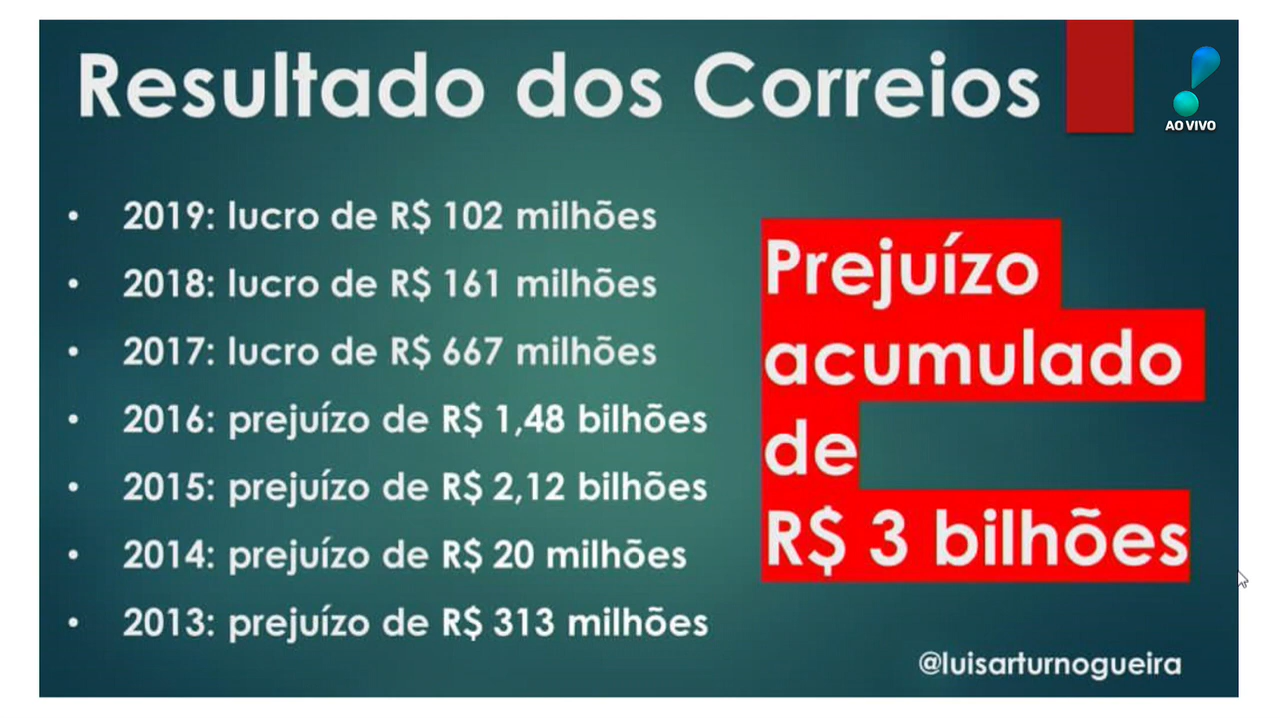 Resultado dos Correios
AO VIVO
• 2019: lucro de R$ 102 milhões
• 2018: lucro de R$ 161 milhões
• 2017: lucro de R$ 667 milhões
• 2016: prejuízo de R$ 1,48 bilhões
• 2015: prejuízo de R$ 2,12 bilhões
• 2014: prejuízo de R$ 20 milhões
• 2013: prejuízo de R$ 313 milhões
Prejuízo
acumulado
de
R$ 3 bilhões
@luisarturnogueira